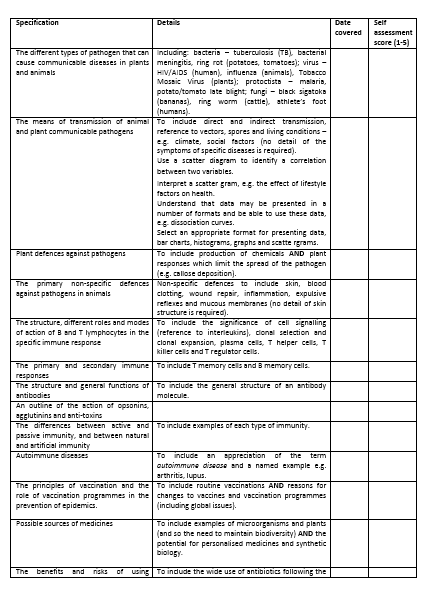 Specification Details Date covered Self assessment score (1-5)
The different types of pathogen that can
cause communicable diseases in plants
and animals
Including: bacteria – tuberculosis (TB), bacterial
meningitis, ring rot (potatoes, tomatoes); virus –
HIV/AIDS (human), influenza (animals), Tobacco
Mosaic Virus (plants); protoctista – malaria,
potato/tomato late blight; fungi – black sigatoka
(bananas), ring worm (cattle), athlete's foot
(humans).
The means of transmission of animal
and plant communicable pathogens
To include direct and indirect transmission,
reference to vectors, spores and living conditions –
e.g. climate, social factors (no detail of the
symptoms of specific diseases is required).
Use a scatter diagram to identify a correlation
between two variables.
Interpret a scatter gram, e.g. the effect of lifestyle
factors on health.
Understand that data may be presented in a
number of formats and be able to use these data,
e.g. dissociation curves.
Select an appropriate format for presenting data,
bar charts, histograms, graphs and scatte rgrams.
Plant defences against pathogens
To include production of chemicals AND plant
responses which limit the spread of the pathogen
(e.g. callose deposition).
The primary non-specific defences
against pathogens in animals
Non-specific defences to include skin, blood
clotting, wound repair, inflammation, expulsive
reflexes and mucous membranes (no detail of skin
structure is required).
The structure, different roles and modes
of action of B and T lymphocytes in the
specific immune response
To include the significance of cell signalling
(reference to interleukins), clonal selection and
clonal expansion, plasma cells, T helper cells, T
killer cells and T regulator cells.
The primary and secondary immune
responses
To include T memory cells and B memory cells.
The structure and general functions of
antibodies
To include the general structure of an antibody
molecule.
An outline of the action of opsonins,
agglutinins and anti-toxins
The differences between active and
passive immunity, and between natural
and artificial immunity
To include examples of each type of immunity.
Autoimmune diseases
To include an appreciation of the term
autoimmune disease and a named example e.g.
arthritis, lupus.
The principles of vaccination and the
role of vaccination programmes in the
prevention of epidemics.
To include routine vaccinations AND reasons for
changes to vaccines and vaccination programmes
(including global issues).
Possible sources of medicines
To include examples of microorganisms and plants
(and so the need to maintain biodiversity) AND the
potential for personalised medicines and synthetic
biology.
The benefits and risks of using
To include the wide use of antibiotics following the